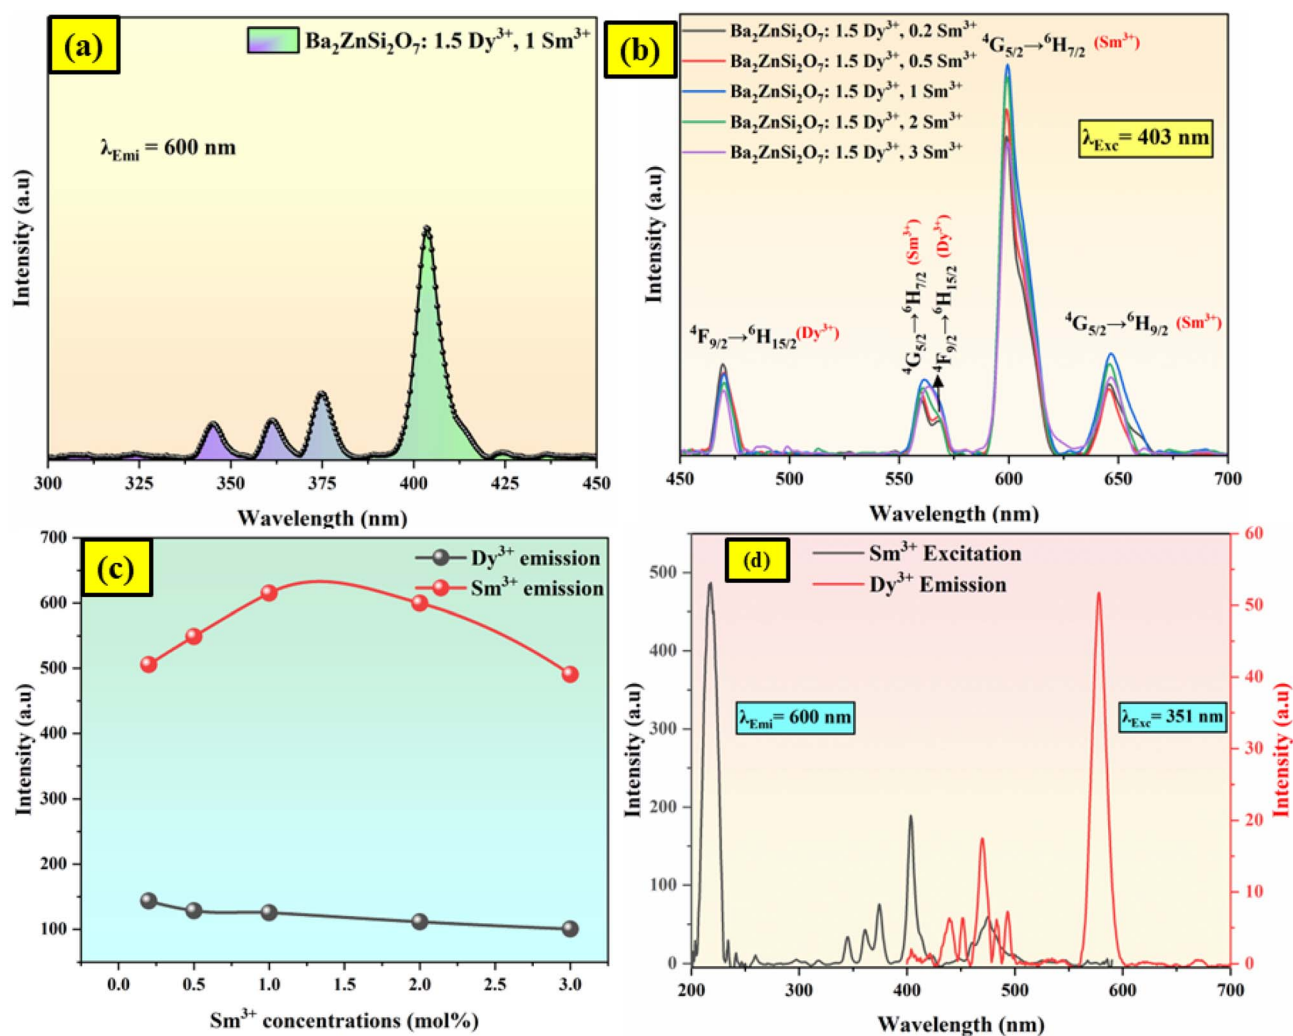 (a)
Ba₂ZnSi₂O₇: 1.5 Dy³⁺, 1 Sm³⁺
λEmi = 600 nm
Intensity (a.u)
300 325 350 375 400 425 450
Wavelength (nm)
(b)
Ba₂ZnSi₂O₇: 1.5 Dy³⁺, 0.2 Sm³⁺
Ba₂ZnSi₂O₇: 1.5 Dy³⁺, 0.5 Sm³⁺
Ba₂ZnSi₂O₇: 1.5 Dy³⁺, 1 Sm³⁺
Ba₂ZnSi₂O₇: 1.5 Dy³⁺, 2 Sm³⁺
Ba₂ZnSi₂O₇: 1.5 Dy³⁺, 3 Sm³⁺
⁴G₅/₂→⁶H₇/₂ (Sm³⁺)
λExc = 403 nm
⁴F₉/₂→⁶H₁₅/₂(Dy³⁺)
⁴G₅/₂→⁶H₇/₂ (Sm³⁺)
⁴F₉/₂→⁶H₁₅/₂ (Dy³⁺)
⁴G₅/₂→⁶H₉/₂ (Sm³⁺)
Intensity (a.u)
450 500 550 600 650 700
Wavelength (nm)
(c)
Dy³⁺ emission
Sm³⁺ emission
Intensity (a.u)
700
600
500
400
300
200
100
0.0 0.5 1.0 1.5 2.0 2.5 3.0
Sm³⁺ concentrations (mol%)
(d)
Sm³⁺ Excitation
Dy³⁺ Emission
λEmi= 600 nm
λExc= 351 nm
Intensity (a.u)
500
400
300
200
100
0
Intensity (a.u)
60
50
40
30
20
10
0
200 300 400 500 600 700
Wavelength (nm)